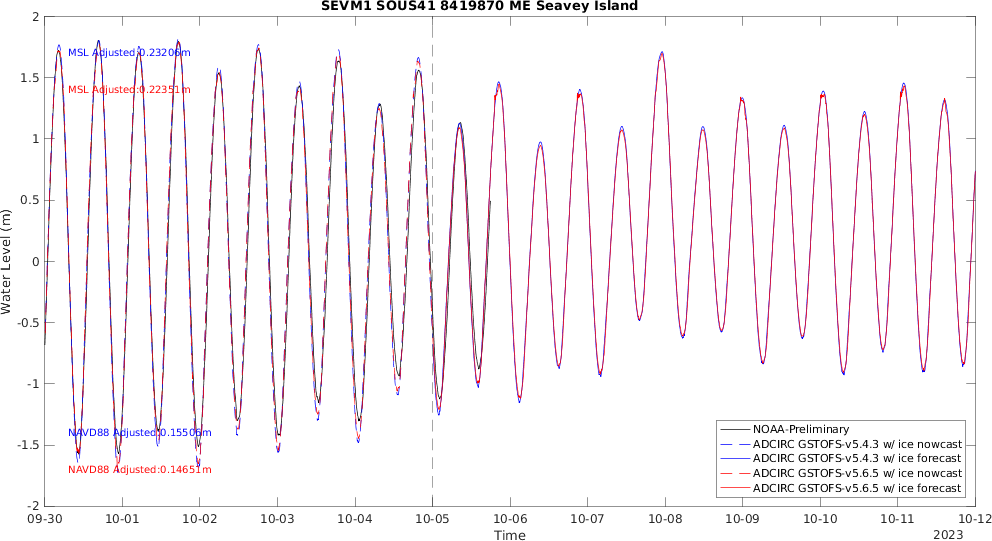 SEVM1 SOUS41 8419870 ME Seavey Island
2
1.5
1
0.5
0
-0.5
-1
-1.5
-2
Water Level (m)
MSL Adjusted:0.23206m
MSL Adjusted:0.22351m
NAVD88 Adjusted:0.15506m
NAVD88 Adjusted:0.14651m
NOAA-Preliminary
ADCIRC GSTOFS-v5.4.3 w/ ice nowcast
ADCIRC GSTOFS-v5.4.3 w/ ice forecast
ADCIRC GSTOFS-v5.6.5 w/ ice nowcast
ADCIRC GSTOFS-v5.6.5 w/ ice forecast
09-30 10-01 10-02 10-03 10-04 10-05 10-06 10-07 10-08 10-09 10-10 10-11 10-12
Time
2023